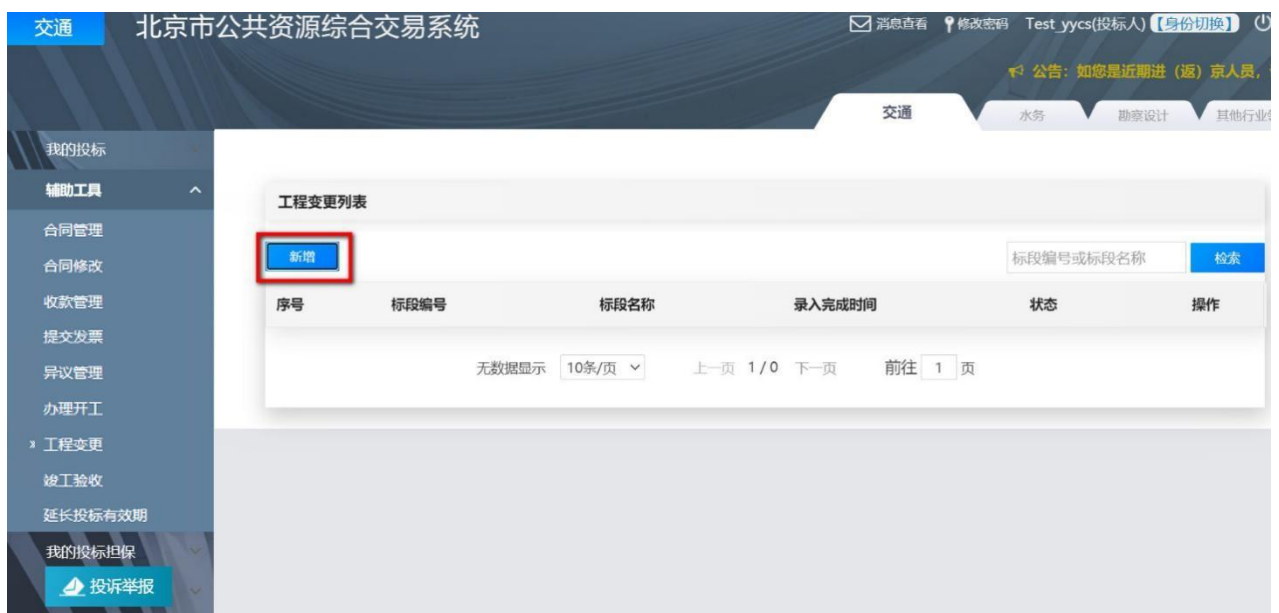 交通 北京市公共资源综合交易系统 消息查看 修改密码 Test_yycs(投标人)【身份切换】
公告：如您是近期进（返）京人员，
交通 水务 勘察设计 其他行业
我的投标
辅助工具
合同管理
合同修改
收款管理
提交发票
异议管理
办理开工
工程变更
竣工验收
延长投标有效期
我的投标担保
投诉举报
工程变更列表
新增 标段编号或标段名称 检索
序号 标段编号 标段名称 录入完成时间 状态 操作
无数据显示 10条/页 上一页 1 / 0 下一页 前往 1 页